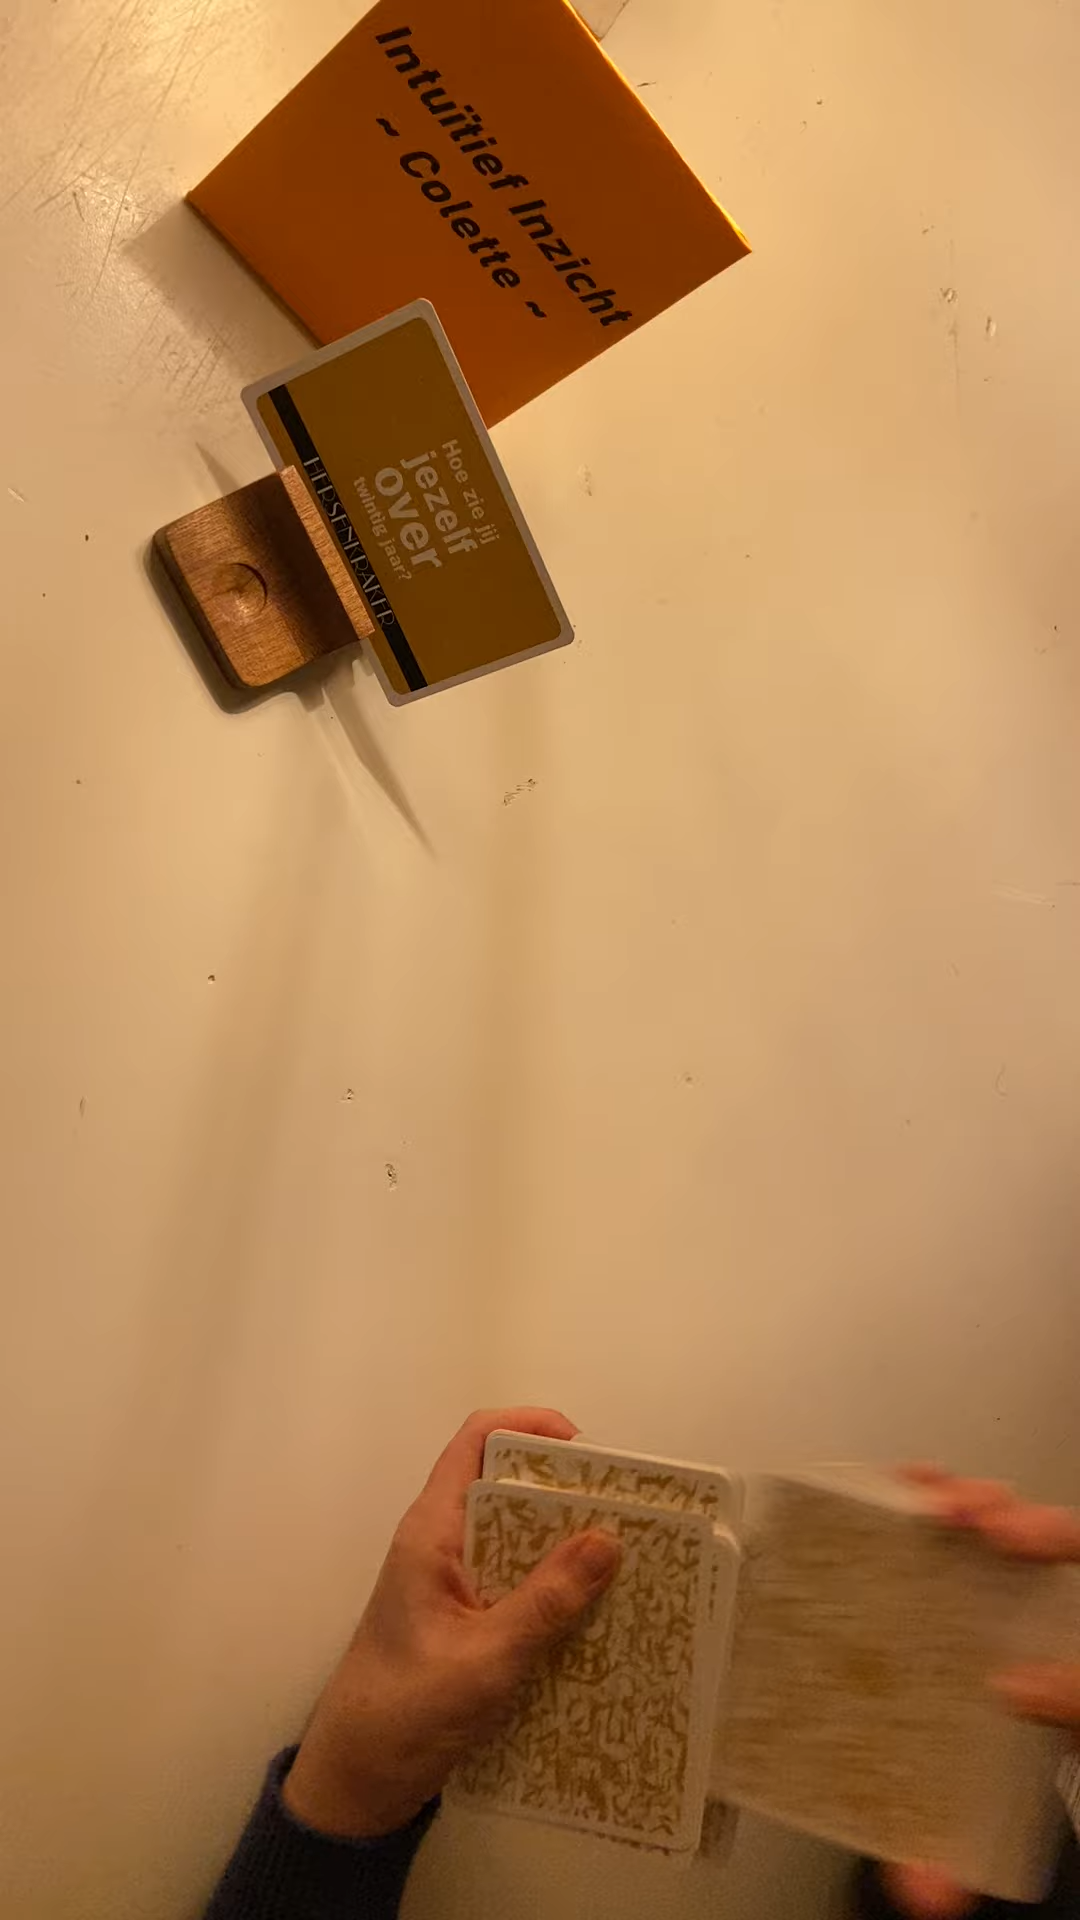 Intuïtief Inzicht
~ Colette ~
Hoe zie jij
jezelf
over
twintig jaar?
HERSENKRAKER